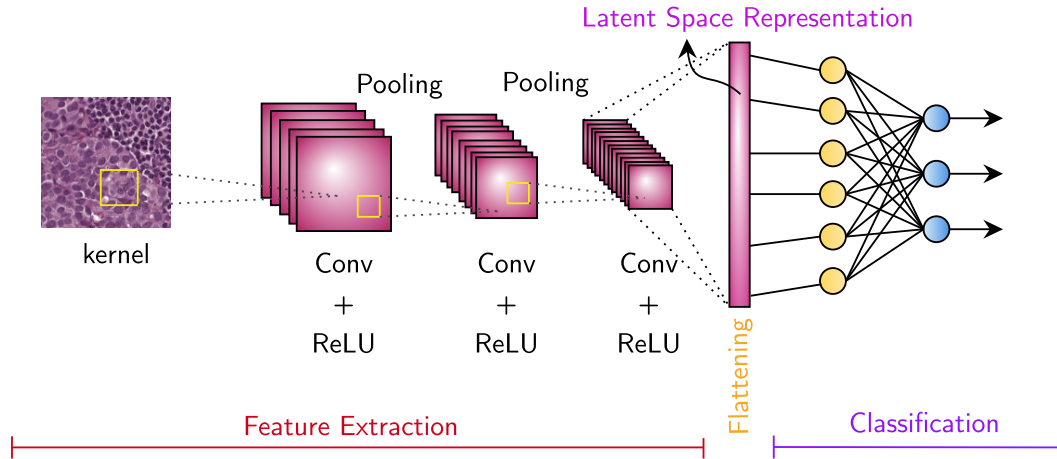 Latent Space Representation
Pooling
Pooling
kernel
Conv
+
ReLU
Conv
+
ReLU
Conv
+
ReLU
Flattening
Feature Extraction
Classification